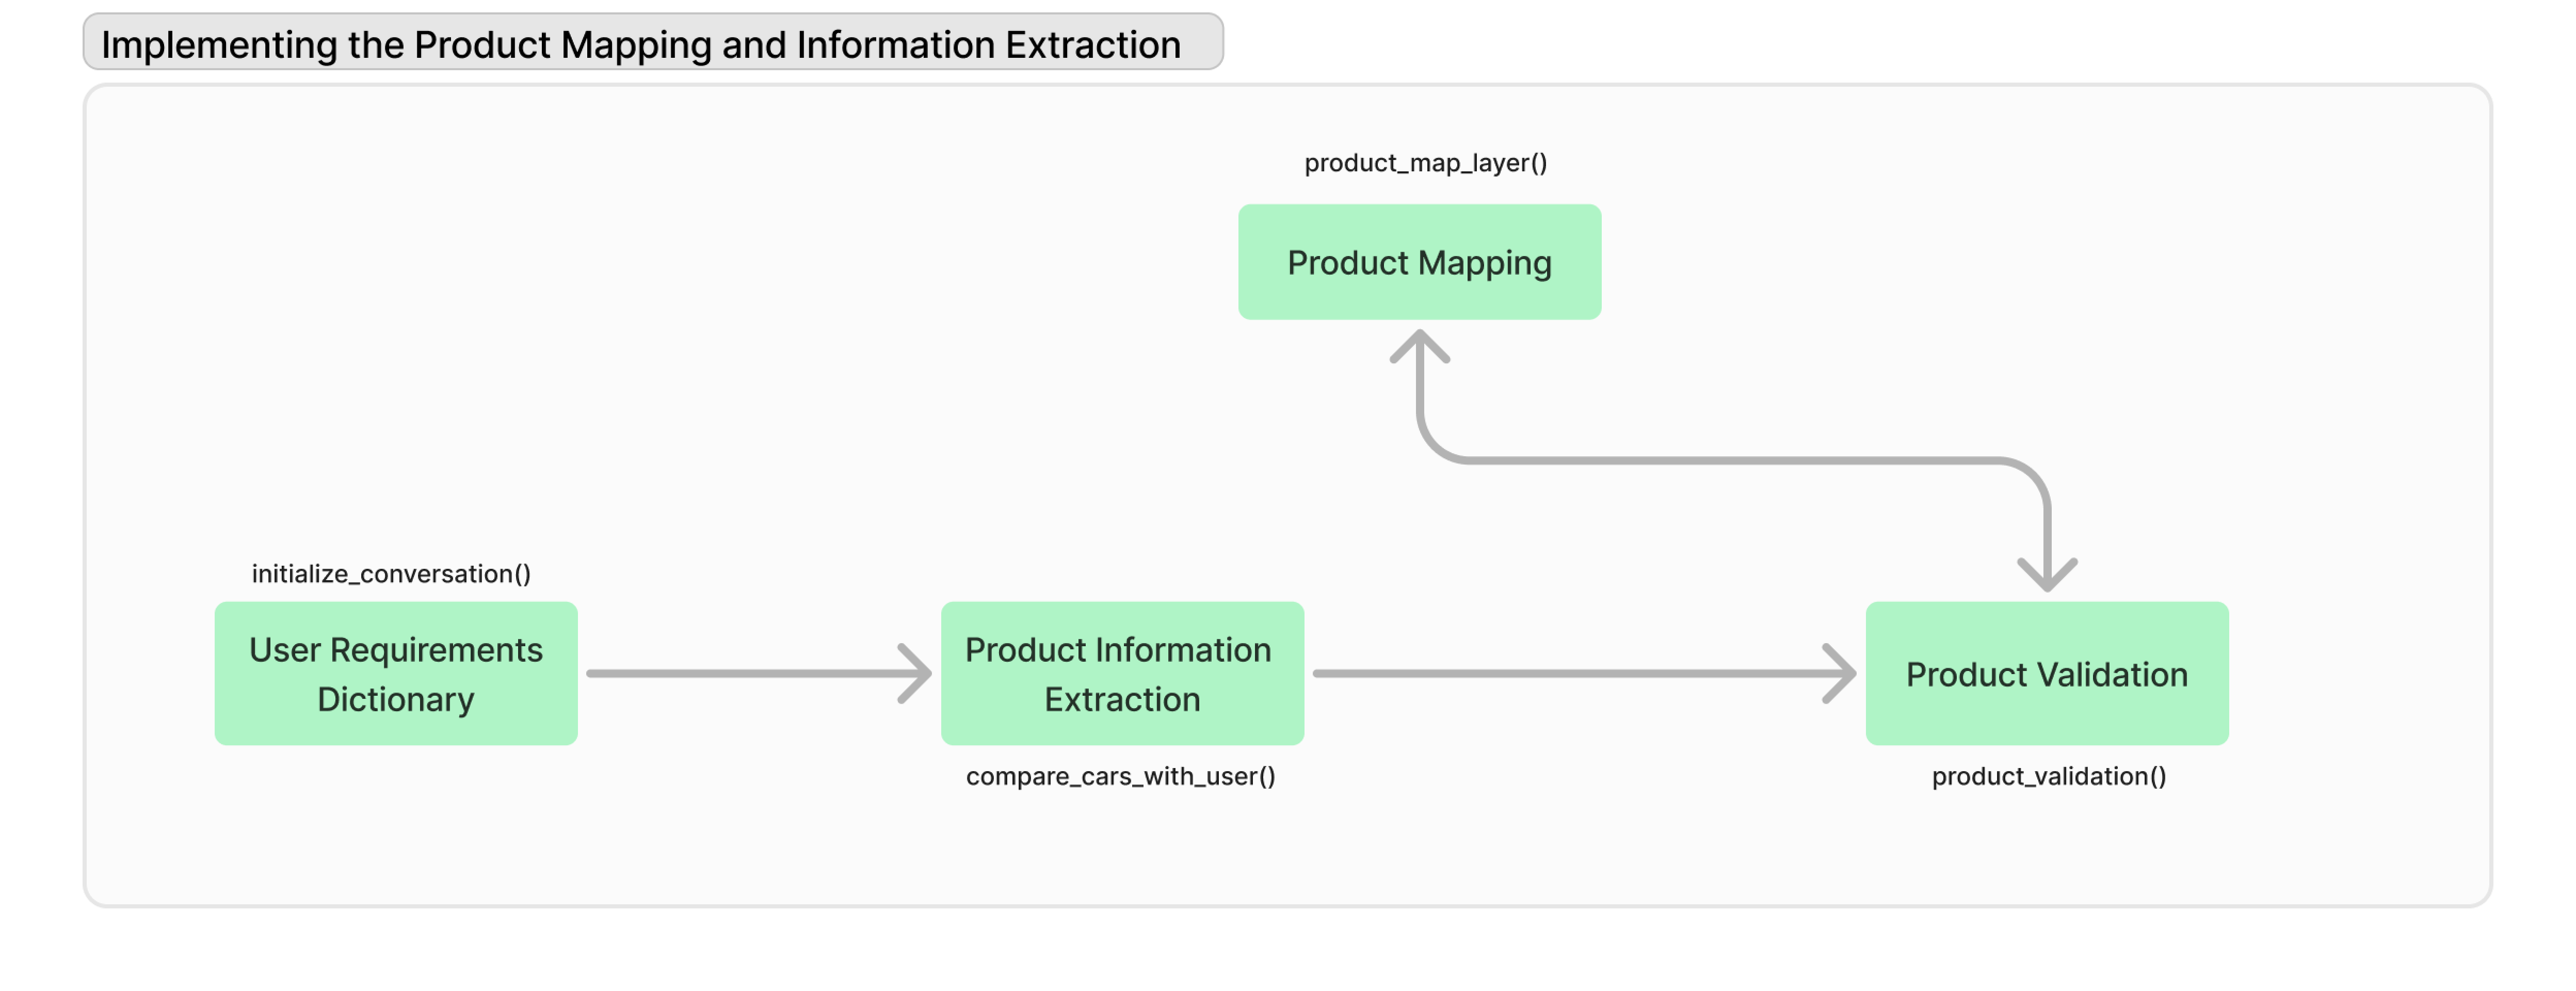 Implementing the Product Mapping and Information Extraction
product_map_layer()
Product Mapping
initialize_conversation()
User Requirements
Dictionary
Product Information
Extraction
compare_cars_with_user()
Product Validation
product_validation()